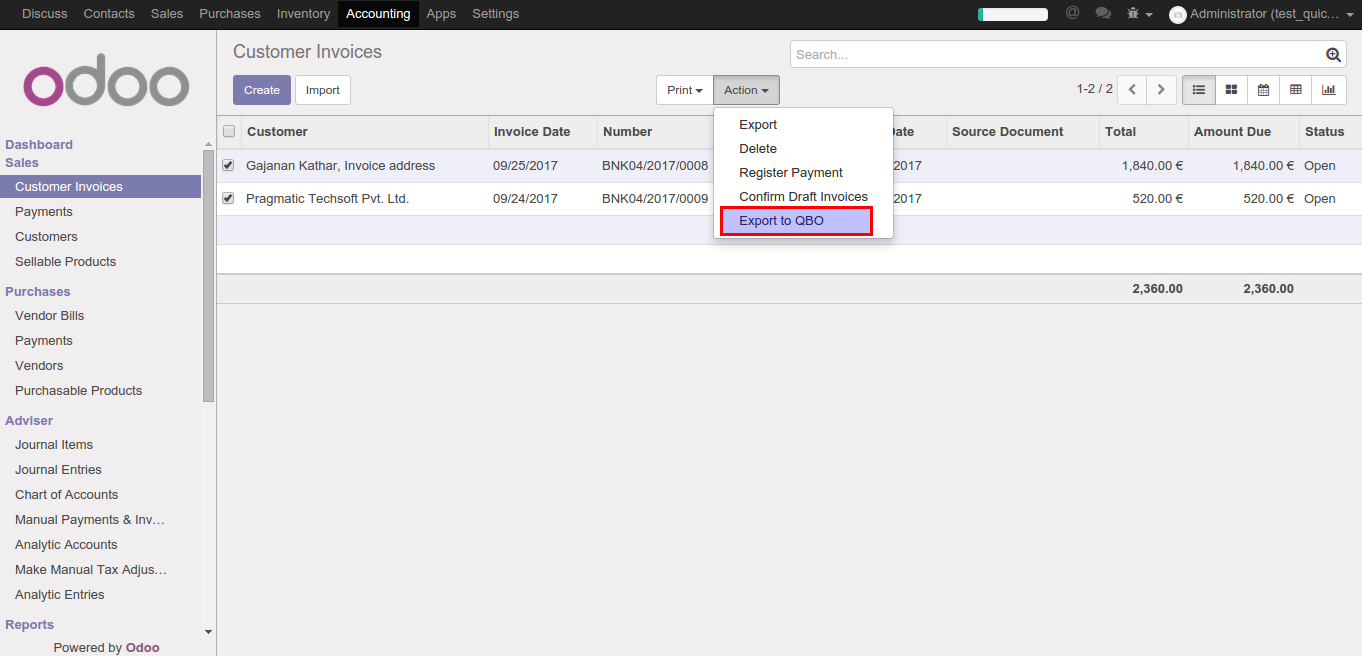 Discuss Contacts Sales Purchases Inventory Accounting Apps Settings @ Administrator (test_quic...
odoo
Customer Invoices
Search...
Create Import
Print Action
1-2 / 2
Export
Delete
Register Payment
Confirm Draft Invoices
Export to QBO
Customer Invoice Date Number Date Source Document Total Amount Due Status
Gajanan Kathar, Invoice address 09/25/2017 BNK04/2017/0008 2017 1,840.00 € 1,840.00 € Open
Pragmatic Techsoft Pvt. Ltd. 09/24/2017 BNK04/2017/0009 2017 520.00 € 520.00 € Open
2,360.00 2,360.00
Dashboard
Sales
Customer Invoices
Payments
Customers
Sellable Products
Purchases
Vendor Bills
Payments
Vendors
Purchasable Products
Adviser
Journal Items
Journal Entries
Chart of Accounts
Manual Payments & Inv...
Analytic Accounts
Make Manual Tax Adjus...
Analytic Entries
Reports
Powered by Odoo